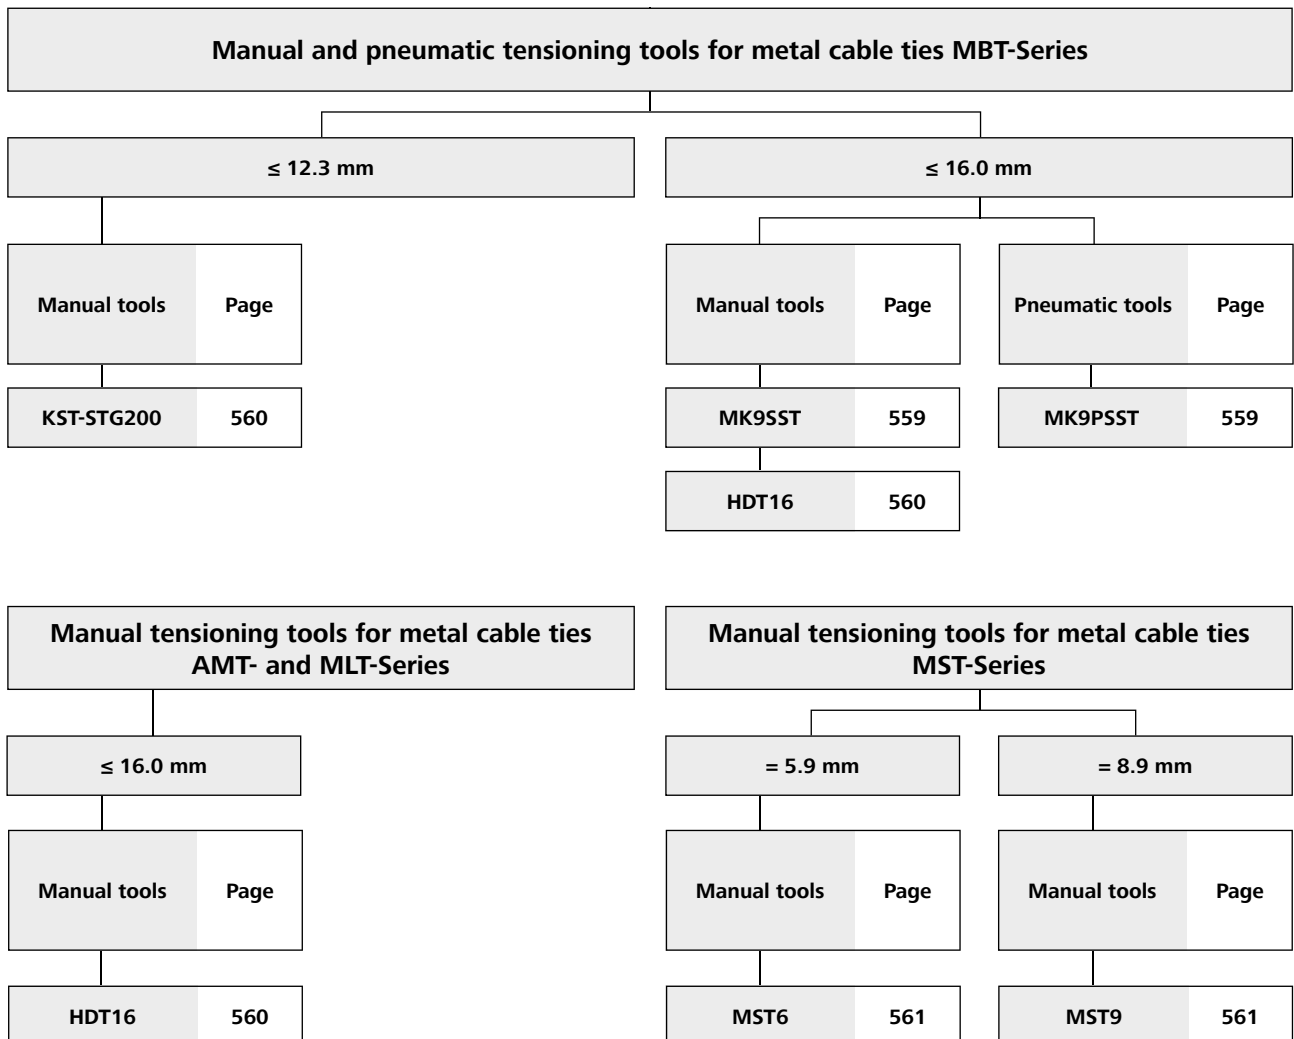 Manual and pneumatic tensioning tools for metal cable ties MBT-Series
≤ 12.3 mm
≤ 16.0 mm
Manual tools Page
Manual tools Page
Pneumatic tools Page
KST-STG200 560
MK9SST 559
MK9PSST 559
HDT16 560
Manual tensioning tools for metal cable ties
AMT- and MLT-Series
Manual tensioning tools for metal cable ties
MST-Series
≤ 16.0 mm
= 5.9 mm
= 8.9 mm
Manual tools Page
Manual tools Page
Manual tools Page
HDT16 560
MST6 561
MST9 561